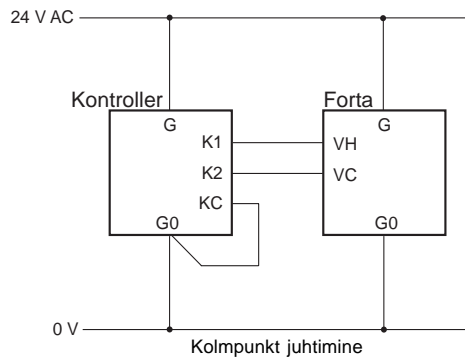 24 V AC
Kontroller
Forta
G
G
K1
VH
K2
VC
KC
G0
G0
0 V
Kolmpunkt juhtimine